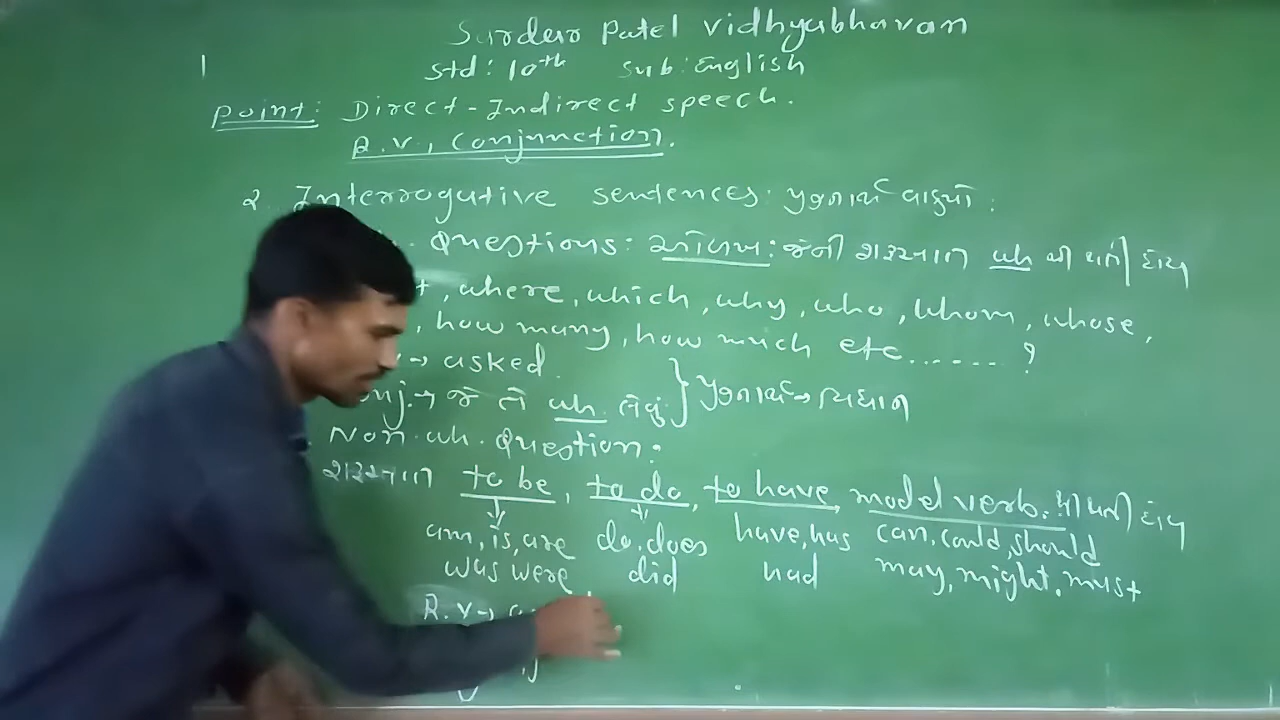 Surdear Patel Vidhyabhavan
std: 10th sub: English
Point: Direct-Indirect speech.
R.V., Conjunction.
2. Interrogative sentences: પ્રશ્નાર્થ વાક્યો.
Questions: ઓળખ: જેની શરૂઆત wh થી થતી હોય
, where, which, why, who, whom, whose,
, how many, how much etc....... ?
→ asked.
→ જે તે wh. લેવું. } પ્રશ્નાર્થ → વિધાન
Non-wh. Question:
શરૂઆત to be, to do, to have, model verb. થી થતી હોય
am, is, are do, does have, has can, could, should
was were did had may, might. must
R.V→